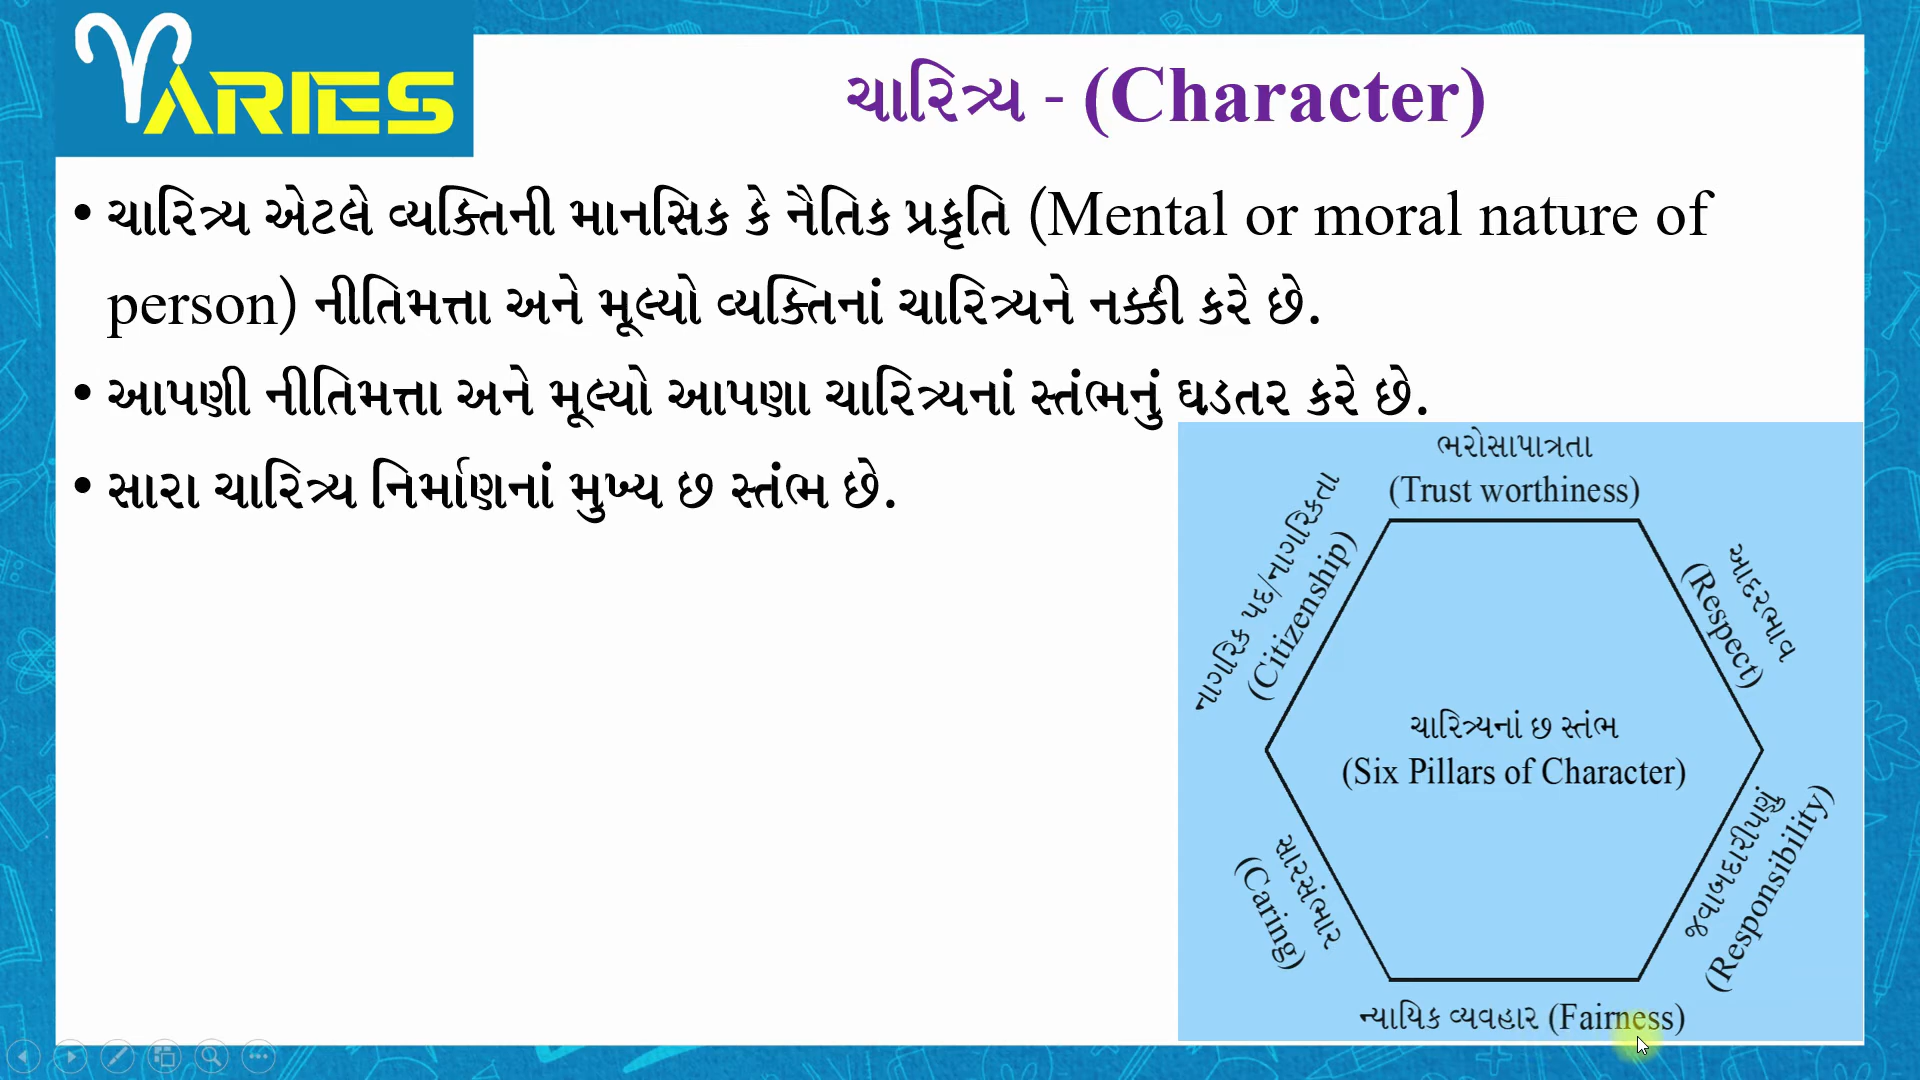 ARIES
ચારિત્ર્ય - (Character)
• ચારિત્ર્ય એટલે વ્યક્તિની માનસિક કે નૈતિક પ્રકૃતિ (Mental or moral nature of
person) નીતિમત્તા અને મૂલ્યો વ્યક્તિનાં ચારિત્ર્યને નક્કી કરે છે.
• આપણી નીતિમત્તા અને મૂલ્યો આપણા ચારિત્ર્યનાં સ્તંભનું ઘડતર કરે છે.
• સારા ચારિત્ર્ય નિર્માણનાં મુખ્ય છ સ્તંભ છે.
ભરોસાપાત્રતા
(Trust worthiness)
આદરભાવ
(Respect)
જવાબદારીપણું
(Responsibility)
ન્યાયિક વ્યવહાર (Fairness)
સારસંભાર
(Caring)
નાગરિક પદ/નાગરિકતા
(Citizenship)
ચારિત્ર્યનાં છ સ્તંભ
(Six Pillars of Character)